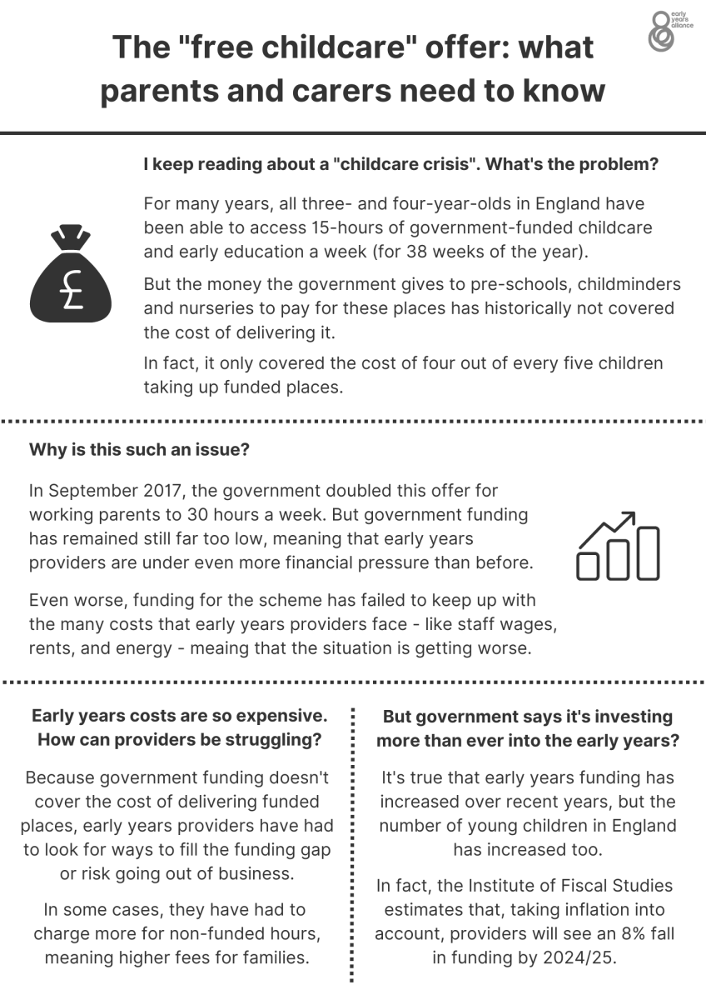 early
years
alliance
The "free childcare" offer: what
parents and carers need to know
I keep reading about a "childcare crisis". What's the problem?
For many years, all three- and four-year-olds in England have
been able to access 15-hours of government-funded childcare
and early education a week (for 38 weeks of the year).
But the money the government gives to pre-schools, childminders
and nurseries to pay for these places has historically not covered
the cost of delivering it.
In fact, it only covered the cost of four out of every five children
taking up funded places.
£
Why is this such an issue?
In September 2017, the government doubled this offer for
working parents to 30 hours a week. But government funding
has remained still far too low, meaning that early years
providers are under even more financial pressure than before.
Even worse, funding for the scheme has failed to keep up with
the many costs that early years providers face - like staff wages,
rents, and energy - meaing that the situation is getting worse.
Early years costs are so expensive.
How can providers be struggling?
Because government funding doesn't
cover the cost of delivering funded
places, early years providers have had
to look for ways to fill the funding gap
or risk going out of business.
In some cases, they have had to
charge more for non-funded hours,
meaning higher fees for families.
But government says it's investing
more than ever into the early years?
It's true that early years funding has
increased over recent years, but the
number of young children in England
has increased too.
In fact, the Institute of Fiscal Studies
estimates that, taking inflation into
account, providers will see an 8% fall
in funding by 2024/25.